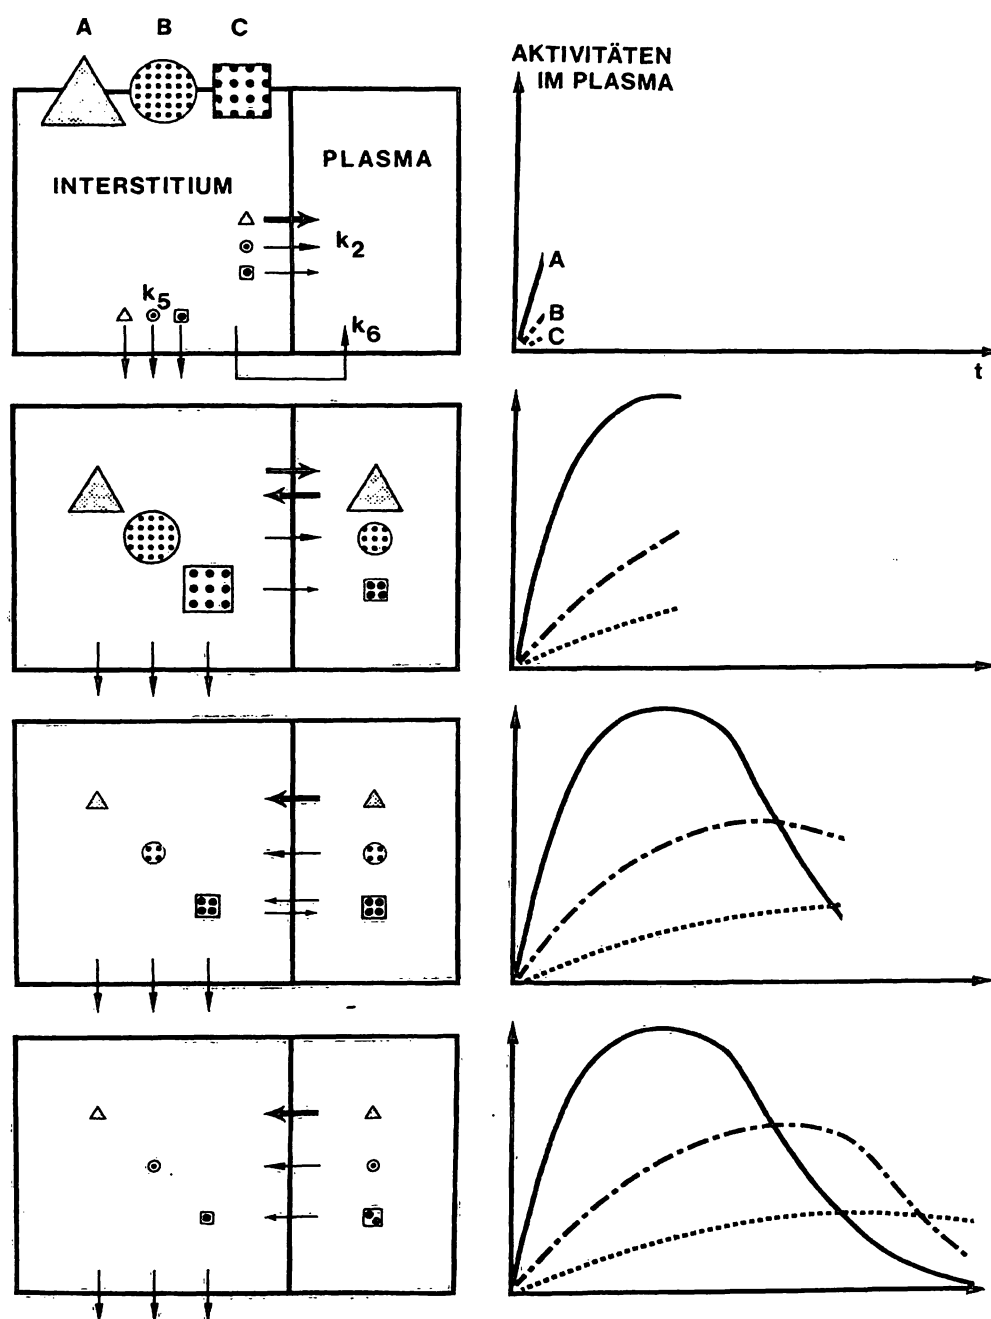 A B C
AKTIVITÄTEN
IM PLASMA
PLASMA
INTERSTITIUM
k2
k5
k6
A
B
C
t